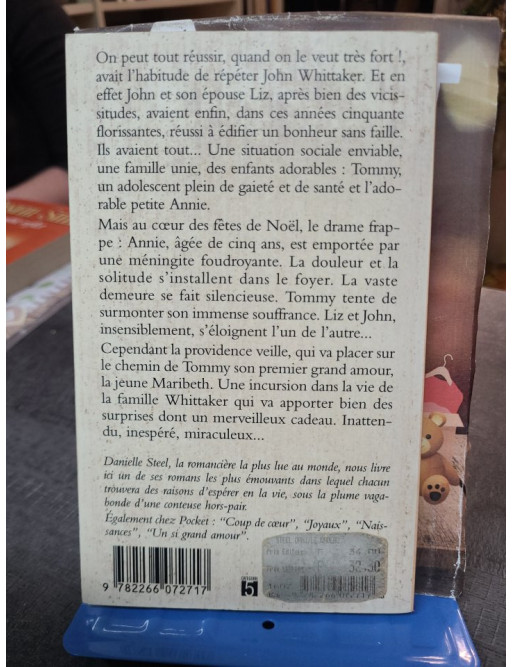 On peut tout réussir, quand on le veut très fort !,
avait l'habitude de répéter John Whittaker. Et en
effet John et son épouse Liz, après bien des vicis-
situdes, avaient enfin, dans ces années cinquante
florissantes, réussi à édifier un bonheur sans faille.
Ils avaient tout... Une situation sociale enviable,
une famille unie, des enfants adorables : Tommy,
un adolescent plein de gaieté et de santé et l'ado-
rable petite Annie.
Mais au cœur des fêtes de Noël, le drame frap-
pe : Annie, âgée de cinq ans, est emportée par
une méningite foudroyante. La douleur et la
solitude s'installent dans le foyer. La vaste
demeure se fait silencieuse. Tommy tente de
surmonter son immense souffrance. Liz et John,
insensiblement, s'éloignent l'un de l'autre...
Cependant la providence veille, qui va placer sur
le chemin de Tommy son premier grand amour,
la jeune Maribeth. Une incursion dans la vie de
la famille Whittaker qui va apporter bien des
surprises dont un merveilleux cadeau. Inatten-
du, inespéré, miraculeux...
Danielle Steel, la romancière la plus lue au monde, nous livre
ici un de ses romans les plus émouvants dans lequel chacun
trouvera des raisons d'espérer en la vie, sous la plume vaga-
bonde d'une conteuse hors-pair.
Également chez Pocket : "Coup de cœur", "Joyaux", "Nais-
sances", "Un si grand amour".
9 782266 072717
5
32.30